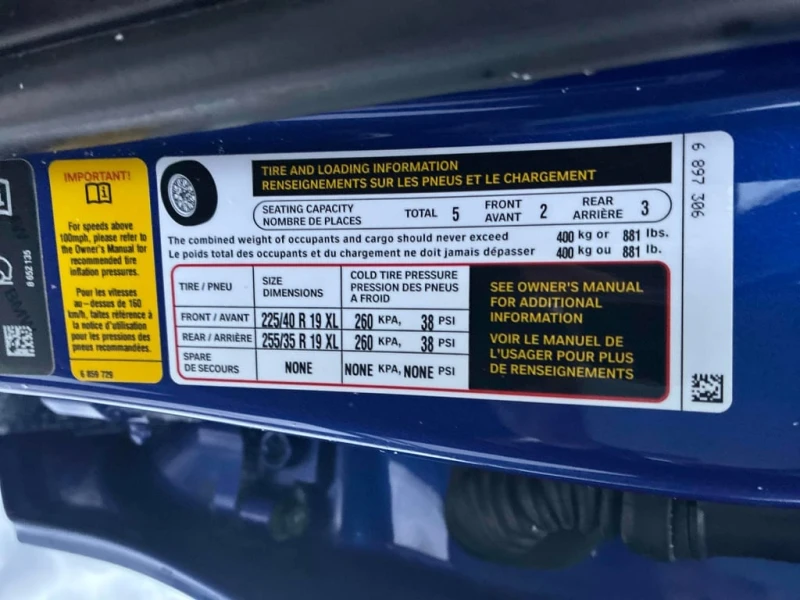 8 652 135
BMW
IMPORTANT!
For speeds above
100mph, please refer to
the Owner's Manual for
recommended tire
inflation pressures.
Pour les vitesses
au – dessus de 160
km/h, faites référence à
la notice d'utilisation
pour les pressions des
pneus recommandées.
6 859 729
TIRE AND LOADING INFORMATION
RENSEIGNEMENTS SUR LES PNEUS ET LE CHARGEMENT
SEATING CAPACITY
NOMBRE DE PLACES
TOTAL 5
FRONT
AVANT 2
REAR
ARRIÈRE 3
The combined weight of occupants and cargo should never exceed 400 kg or 881 lbs.
Le poids total des occupants et du chargement ne doit jamais dépasser 400 kg ou 881 lb.
TIRE / PNEU
SIZE
DIMENSIONS
COLD TIRE PRESSURE
PRESSION DES PNEUS
A FROID
FRONT / AVANT 225/40 R 19 XL 260 KPA, 38 PSI
REAR / ARRIÈRE 255/35 R 19 XL 260 KPA, 38 PSI
SPARE
DE SECOURS NONE NONE KPA, NONE PSI
SEE OWNER'S MANUAL
FOR ADDITIONAL
INFORMATION
VOIR LE MANUEL DE
L'USAGER POUR PLUS
DE RENSEIGNEMENTS